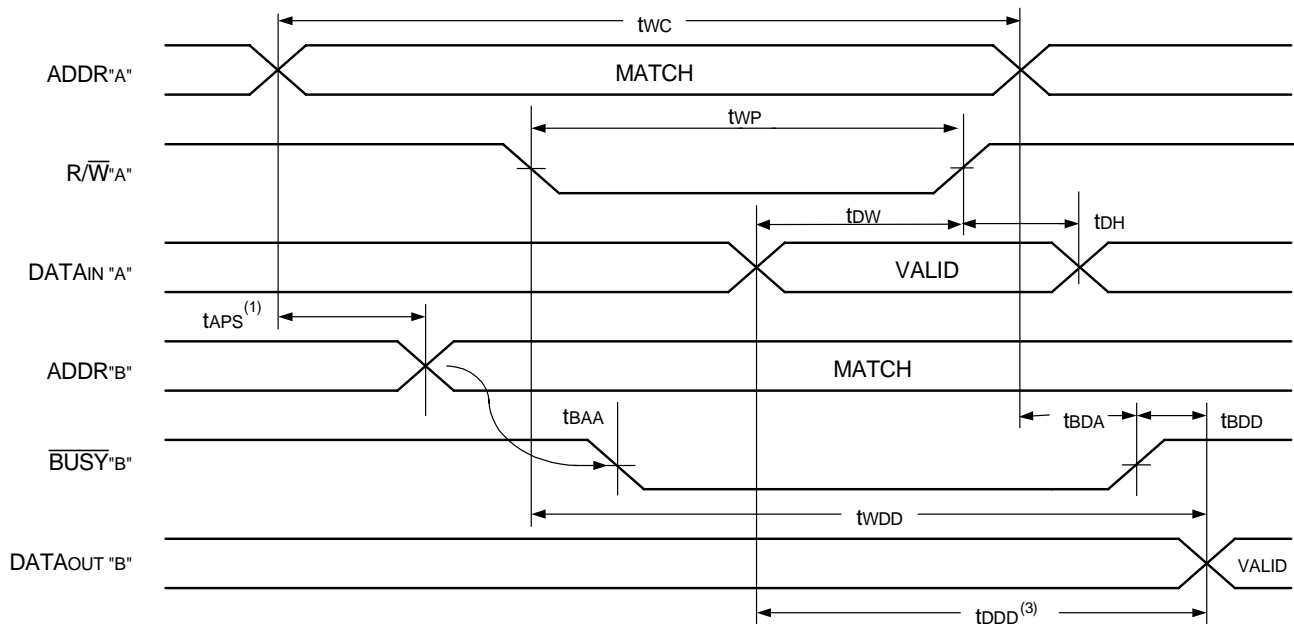 tWC
ADDR"A" MATCH
tWP
R/W̅"A"
tDW tDH
DATAIN "A" VALID
tAPS(1)
ADDR"B" MATCH
tBAA tBDA tBDD
B̅U̅S̅Y̅"B"
tWDD
DATAOUT "B" VALID
tDDD(3)